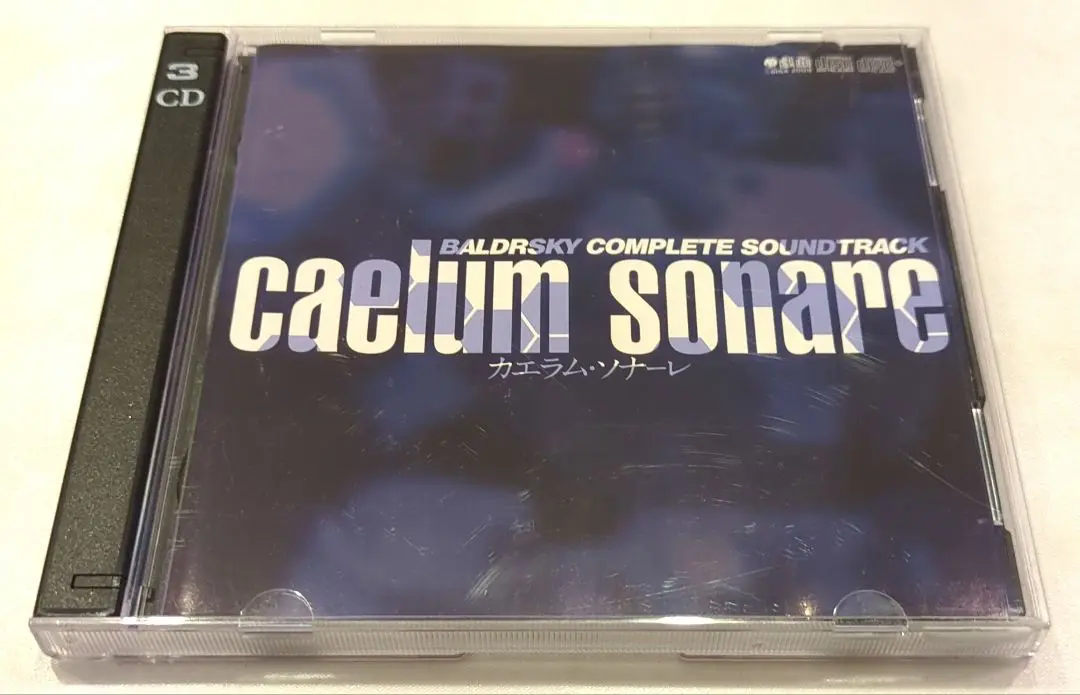 3
CD
BALDRSKY COMPLETE SOUNDTRACK
caelum sonare
カエラム・ソナーレ